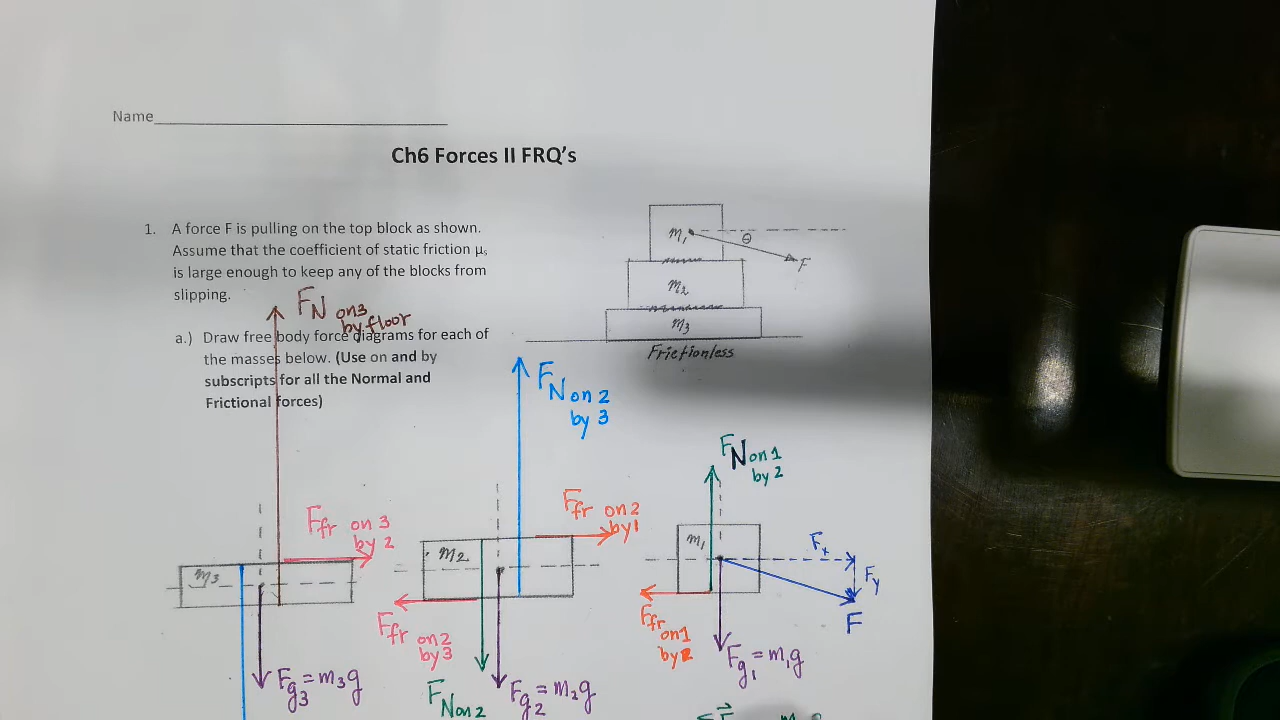 Name
Ch6 Forces II FRQ's
1. A force F is pulling on the top block as shown.
Assume that the coefficient of static friction μs
is large enough to keep any of the blocks from
slipping.
a.) Draw free body force diagrams for each of
the masses below. (Use on and by
subscripts for all the Normal and
Frictional forces)
m1 θ
F
m2
m3
Frictionless
FN on 3
by floor
FN on 2
by 3
FN on 1
by 2
Ffr on 3
by 2
Ffr on 2
by 1
m3
m2
m1
Fx
Fy
F
Ffr on 2
by 3
Ffr on 1
by 2
Fg3 = m3g
FN on 2
Fg2 = m2g
Fg1 = m1g